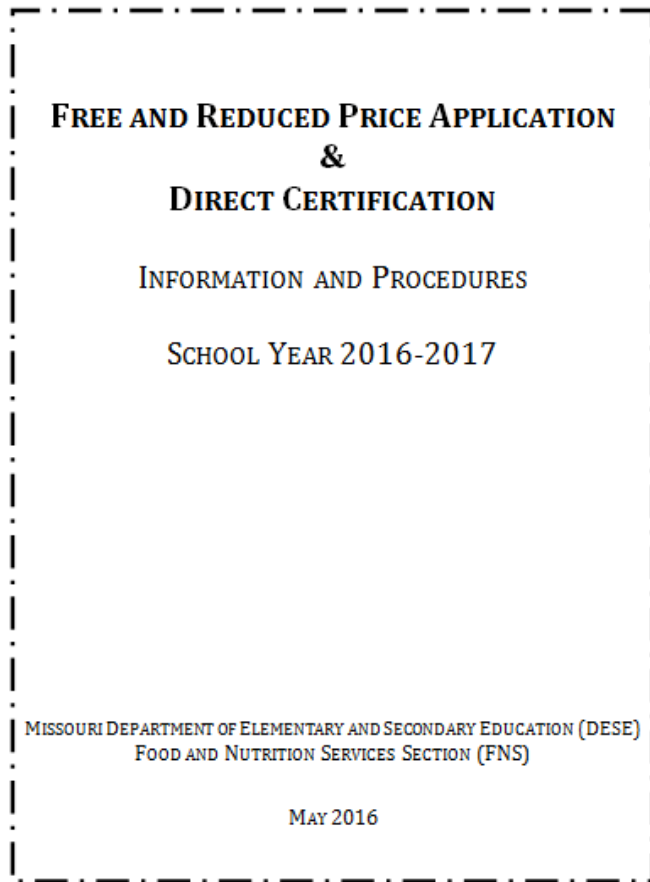 FREE AND REDUCED PRICE APPLICATION
&
DIRECT CERTIFICATION
INFORMATION AND PROCEDURES
SCHOOL YEAR 2016-2017
MISSOURI DEPARTMENT OF ELEMENTARY AND SECONDARY EDUCATION (DESE)
FOOD AND NUTRITION SERVICES SECTION (FNS)
MAY 2016